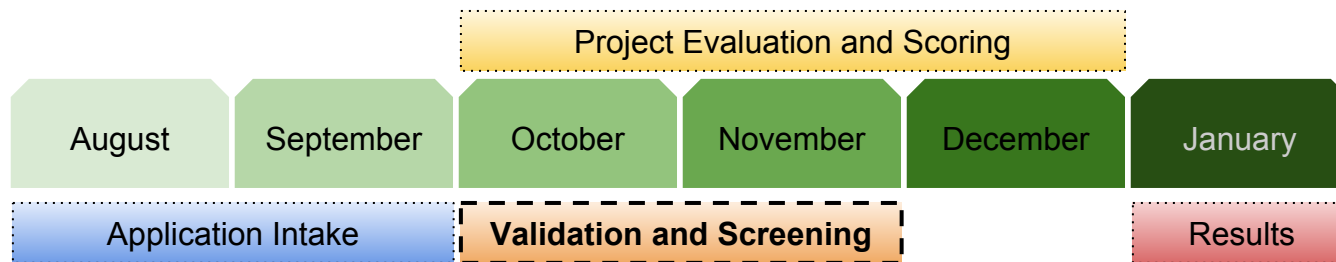 Project Evaluation and Scoring
August
September
October
November
December
January
Application Intake
Validation and Screening
Results